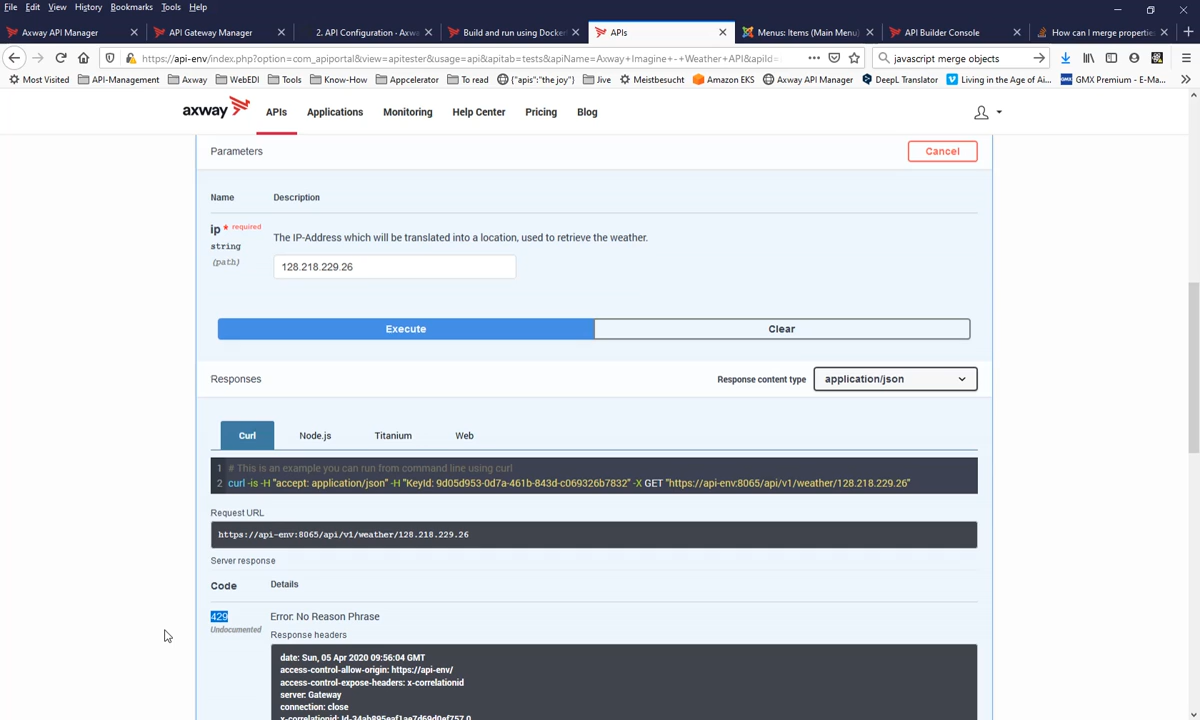 File Edit View History Bookmarks Tools Help
Axway API Manager
API Gateway Manager
2. API Configuration - Axwa
Build and run using Docker
APIs
Menus: Items (Main Menu)
API Builder Console
How can I merge properties
https://api-env/index.php?option=com_apiportal&view=apitester&usage=api&apitab=tests&apiName=Axway+Imagine+-+Weather+API&apiId=
javascript merge objects
Most Visited API-Management Axway WebEDI Tools Know-How Appcelerator To read {"apis":"the joy"} Jive Meistbesucht Amazon EKS Axway API Manager DeepL Translator Living in the Age of Ai... GMX Premium - E-Ma...
axway APIs Applications Monitoring Help Center Pricing Blog
Parameters
Cancel
Name Description
ip * required
string
(path)
The IP-Address which will be translated into a location, used to retrieve the weather.
128.218.229.26
Execute Clear
Responses
Response content type application/json
Curl Node.js Titanium Web
1 # This is an example you can run from command line using curl
2 curl -is -H "accept: application/json" -H "KeyId: 9d05d953-0d7a-461b-843d-c069326b7832" -X GET "https://api-env:8065/api/v1/weather/128.218.229.26"
Request URL
https://api-env:8065/api/v1/weather/128.218.229.26
Server response
Code Details
429 Error: No Reason Phrase
Undocumented
Response headers
date: Sun, 05 Apr 2020 09:56:04 GMT
access-control-allow-origin: https://api-env/
access-control-expose-headers: x-correlationid
server: Gateway
connection: close
x-correlationid: Id-34ab895eaf1ae7d69d0ef757 0